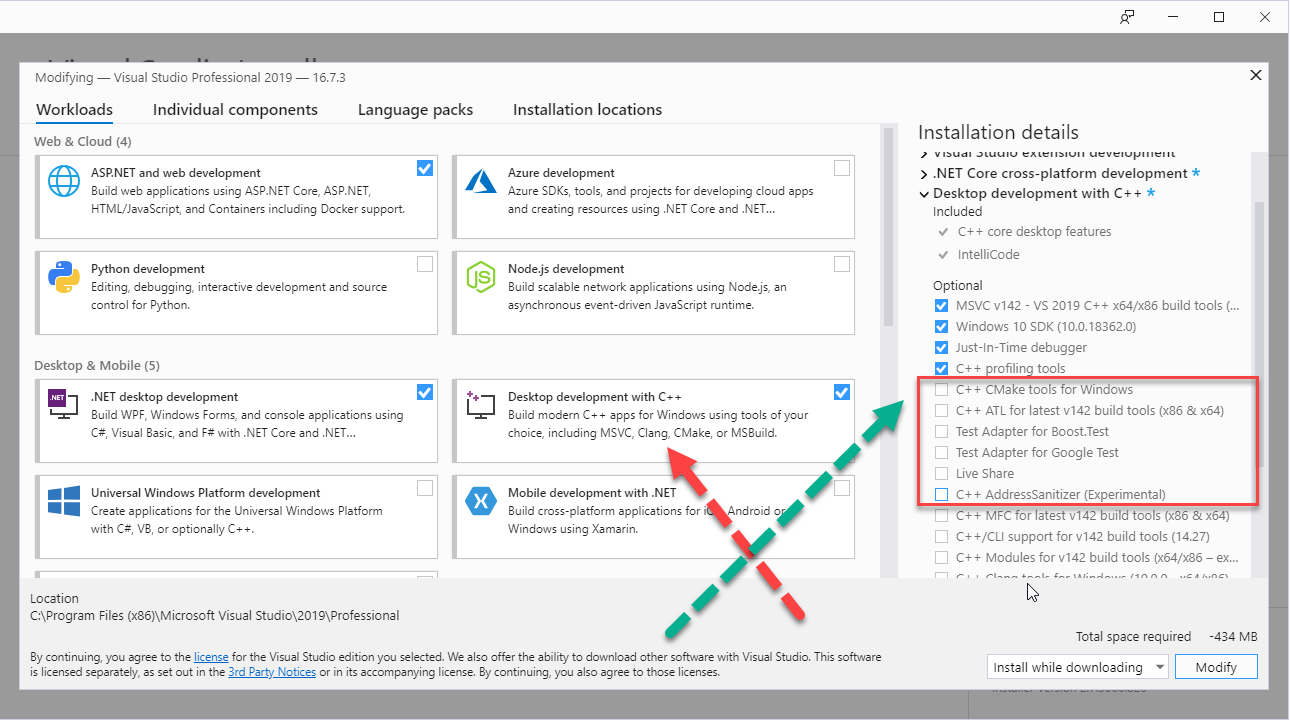 Modifying — Visual Studio Professional 2019 — 16.7.3
Workloads
Individual components
Language packs
Installation locations
Web & Cloud (4)
ASP.NET and web development
Build web applications using ASP.NET Core, ASP.NET,
HTML/JavaScript, and Containers including Docker support.
Azure development
Azure SDKs, tools, and projects for developing cloud apps
and creating resources using .NET Core and .NET...
Python development
Editing, debugging, interactive development and source
control for Python.
Node.js development
Build scalable network applications using Node.js, an
asynchronous event-driven JavaScript runtime.
Desktop & Mobile (5)
.NET desktop development
Build WPF, Windows Forms, and console applications using
C#, Visual Basic, and F# with .NET Core and .NET...
Desktop development with C++
Build modern C++ apps for Windows using tools of your
choice, including MSVC, Clang, CMake, or MSBuild.
Universal Windows Platform development
Create applications for the Universal Windows Platform
with C#, VB, or optionally C++.
Mobile development with .NET
Build cross-platform applications for iOS, Android or
Windows using Xamarin.
Installation details
Visual Studio extension development
.NET Core cross-platform development *
Desktop development with C++ *
Included
C++ core desktop features
IntelliCode
Optional
MSVC v142 - VS 2019 C++ x64/x86 build tools (...
Windows 10 SDK (10.0.18362.0)
Just-In-Time debugger
C++ profiling tools
C++ CMake tools for Windows
C++ ATL for latest v142 build tools (x86 & x64)
Test Adapter for Boost.Test
Test Adapter for Google Test
Live Share
C++ AddressSanitizer (Experimental)
C++ MFC for latest v142 build tools (x86 & x64)
C++/CLI support for v142 build tools (14.27)
C++ Modules for v142 build tools (x64/x86 – ex...
C++ Clang tools for Windows (10.0.0 - x64/x86)
Location
C:\Program Files (x86)\Microsoft Visual Studio\2019\Professional
By continuing, you agree to the license for the Visual Studio edition you selected. We also offer the ability to download other software with Visual Studio. This software
is licensed separately, as set out in the 3rd Party Notices or in its accompanying license. By continuing, you also agree to those licenses.
Total space required -434 MB
Install while downloading
Modify